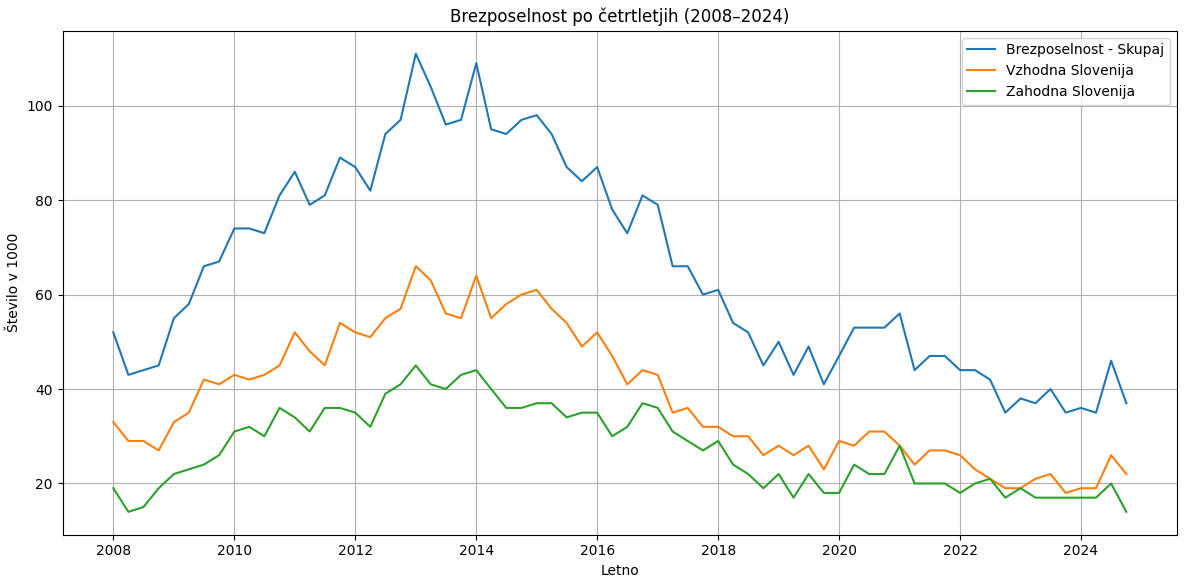 Brezposelnost po četrtletjih (2008–2024)
Brezposelnost - Skupaj
Vzhodna Slovenija
Zahodna Slovenija
Število v 1000
100
80
60
40
20
2008 2010 2012 2014 2016 2018 2020 2022 2024
Letno